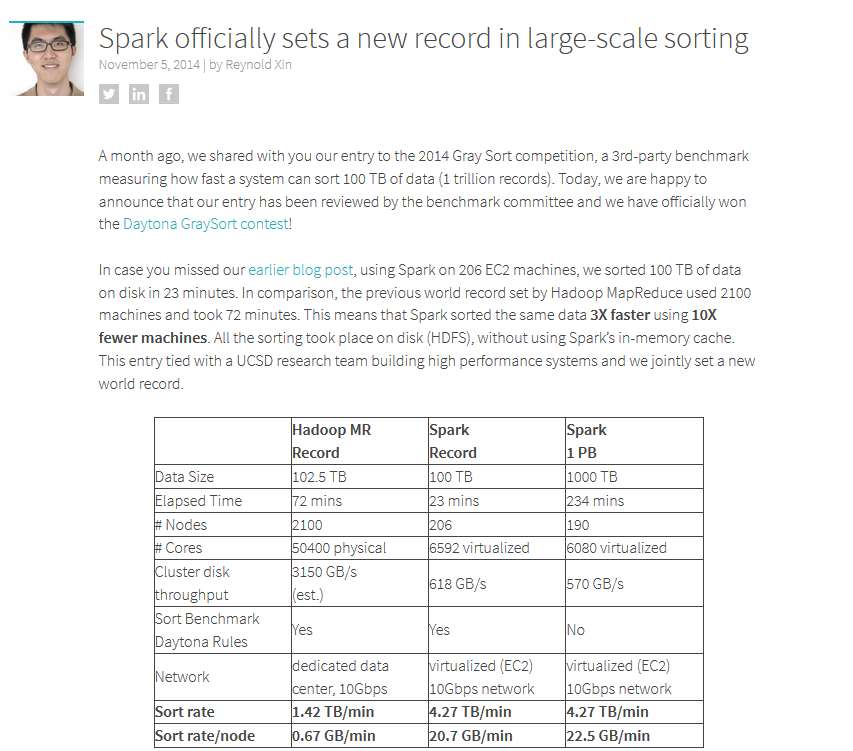 Spark officially sets a new record in large-scale sorting
November 5, 2014 | by Reynold Xin
A month ago, we shared with you our entry to the 2014 Gray Sort competition, a 3rd-party benchmark
measuring how fast a system can sort 100 TB of data (1 trillion records). Today, we are happy to
announce that our entry has been reviewed by the benchmark committee and we have officially won
the Daytona GraySort contest!
In case you missed our earlier blog post, using Spark on 206 EC2 machines, we sorted 100 TB of data
on disk in 23 minutes. In comparison, the previous world record set by Hadoop MapReduce used 2100
machines and took 72 minutes. This means that Spark sorted the same data 3X faster using 10X
fewer machines. All the sorting took place on disk (HDFS), without using Spark's in-memory cache.
This entry tied with a UCSD research team building high performance systems and we jointly set a new
world record.
Hadoop MR Record Spark Record Spark 1 PB
Data Size 102.5 TB 100 TB 1000 TB
Elapsed Time 72 mins 23 mins 234 mins
# Nodes 2100 206 190
# Cores 50400 physical 6592 virtualized 6080 virtualized
Cluster disk throughput 3150 GB/s (est.) 618 GB/s 570 GB/s
Sort Benchmark Daytona Rules Yes Yes No
Network dedicated data center, 10Gbps virtualized (EC2) 10Gbps network virtualized (EC2) 10Gbps network
Sort rate 1.42 TB/min 4.27 TB/min 4.27 TB/min
Sort rate/node 0.67 GB/min 20.7 GB/min 22.5 GB/min